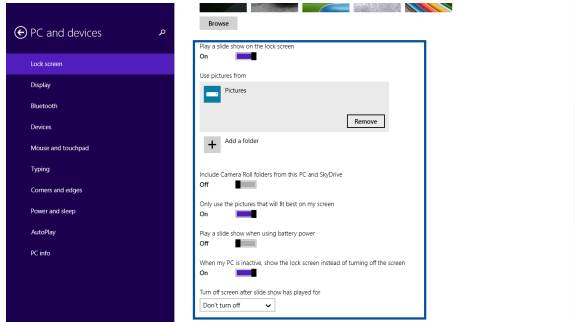 PC and devices
Lock screen
Display
Bluetooth
Devices
Mouse and touchpad
Typing
Corners and edges
Power and sleep
AutoPlay
PC info
Browse
Play a slide show on the lock screen
On
Use pictures from
Pictures
Remove
Add a folder
Include Camera Roll folders from this PC and SkyDrive
Off
Only use the pictures that will fit best on my screen
On
Play a slide show when using battery power
Off
When my PC is inactive, show the lock screen instead of turning off the screen
On
Turn off screen after slide show has played for
Don't turn off